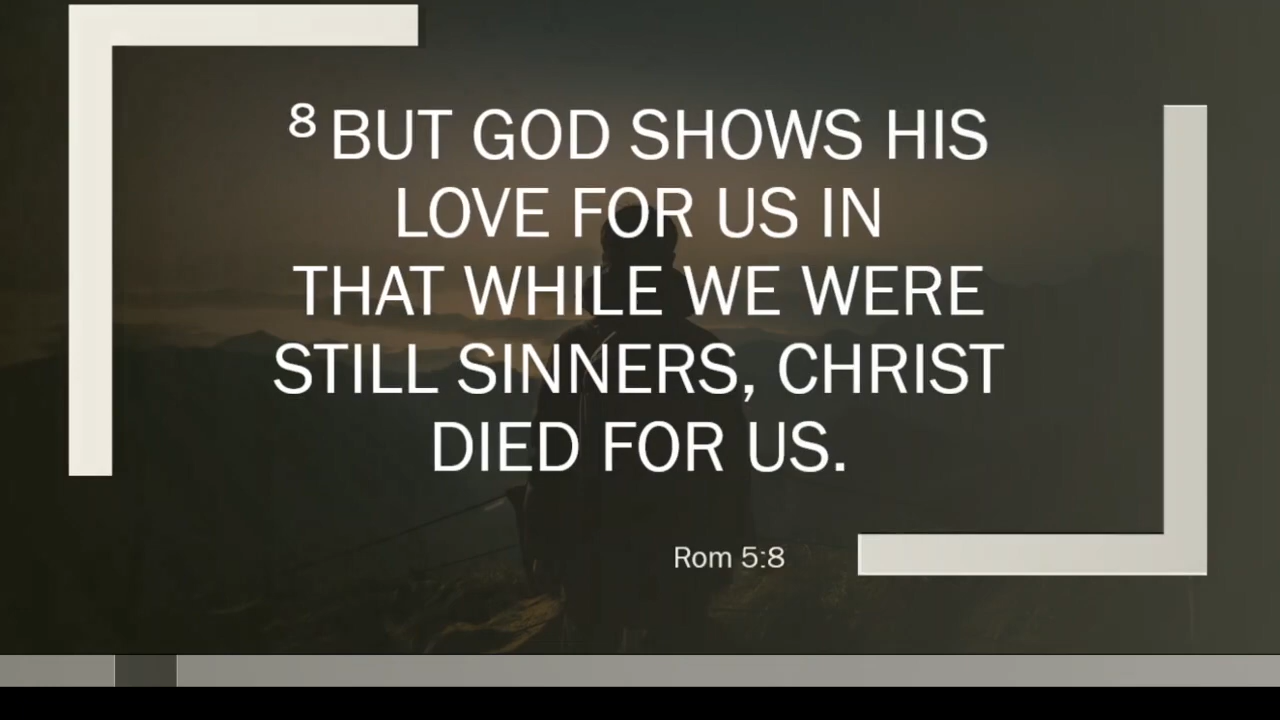 ⁸ BUT GOD SHOWS HIS
LOVE FOR US IN
THAT WHILE WE WERE
STILL SINNERS, CHRIST
DIED FOR US.
Rom 5:8